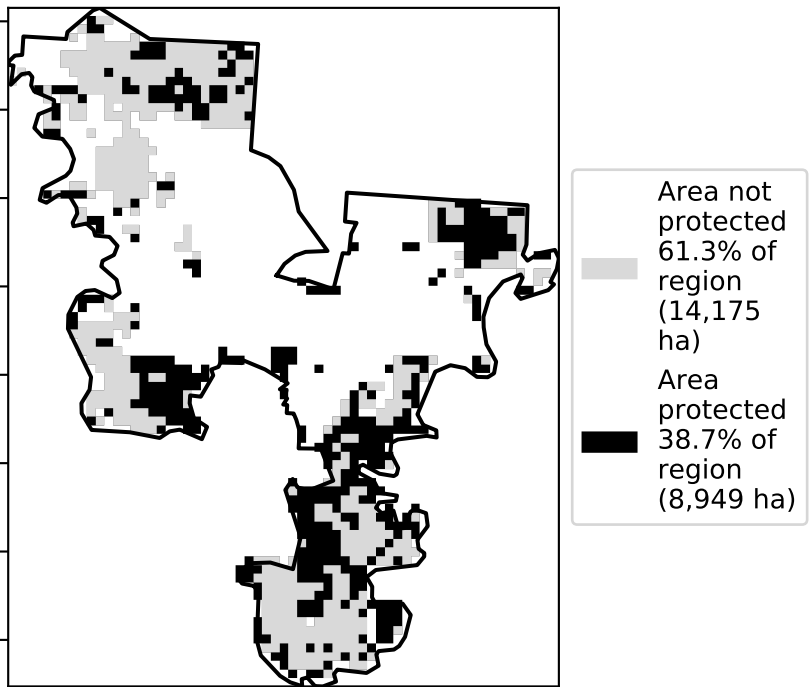 Area not
protected
61.3% of
region
(14,175
ha)
Area
protected
38.7% of
region
(8,949 ha)